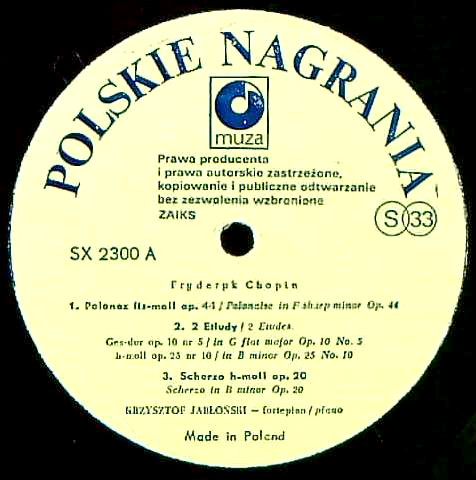 POLSKIE NAGRANIA
muza
Prawa producenta
i prawa autorskie zastrzeżone,
kopiowanie i publiczne odtwarzanie
bez zezwolenia wzbronione
ZAIKS
S 33
SX 2300 A
Fryderyk Chopin
1. Polonez fis-moll op. 44 / Polonaise in F sharp minor Op. 44
2. 2 Etiudy / 2 Etudes.
Ges-dur op. 10 nr 5 / in G flat major Op. 10 No. 5
h-moll op. 25 nr 10 / in B minor Op. 25 No. 10
3. Scherzo h-moll op. 20
Scherzo in B minor Op. 20
KRZYSZTOF JABŁOŃSKI — fortepian / piano
Made in Poland